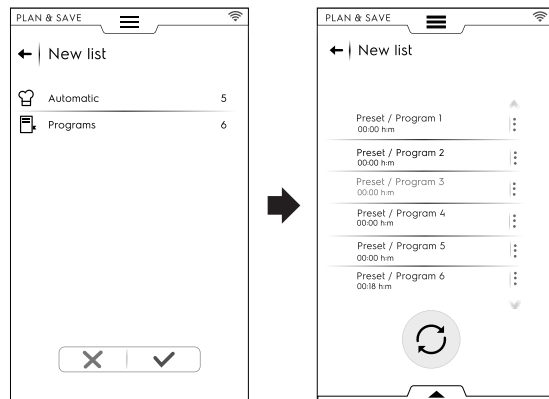 PLAN & SAVE
New list
Automatic 5
Programs 6
PLAN & SAVE
New list
Preset / Program 1
00:00 h:m
Preset / Program 2
00:00 h:m
Preset / Program 3
00:00 h:m
Preset / Program 4
00:00 h:m
Preset / Program 5
00:00 h:m
Preset / Program 6
00:18 h:m